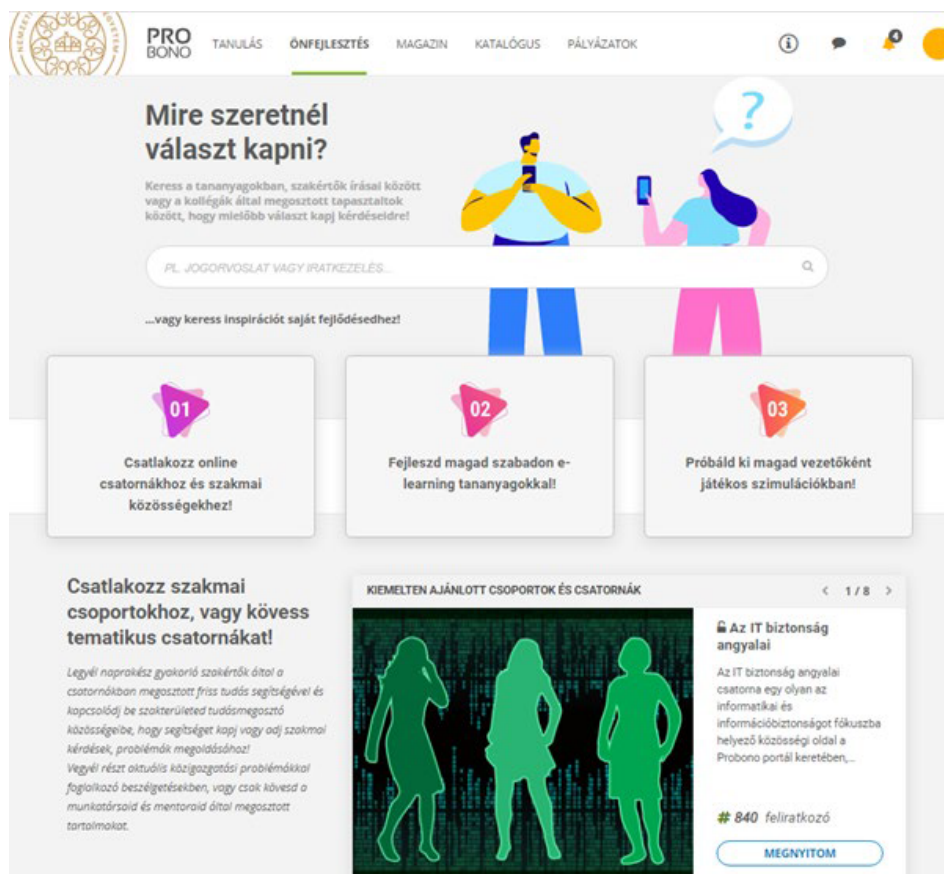 NEMZETI
EGYETEM
PRO
BONO
TANULÁS
ÖNFEJLESZTÉS
MAGAZIN
KATALÓGUS
PÁLYÁZATOK
4
Mire szeretnél
választ kapni?
?
Keress a tananyagokban, szakértők írásai között
vagy a kollégák által megosztott tapasztaltok
között, hogy mielőbb választ kapj kérdéseidre!
PL. JOGORVOSLAT VAGY IRATKEZELÉS...
...vagy keress inspirációt saját fejlődésedhez!
01
Csatlakozz online
csatornákhoz és szakmai
közösségekhez!
02
Fejleszd magad szabadon e-
learning tananyagokkal!
03
Próbáld ki magad vezetőként
játékos szimulációkban!
Csatlakozz szakmai
csoportokhoz, vagy kövess
tematikus csatornákat!
Legyél naprakész gyakorló szakértők által a
csatornákban megosztott friss tudás segítségével és
kapcsolódj be szakterületed tudásmegosztó
közösségeibe, hogy segítséget kapj vagy adj szakmai
kérdések, problémák megoldásához!
Vegyél részt aktuális közigazgatási problémákkal
foglalkozó beszélgetésekben, vagy csak kövesd a
munkatársaid és mentoraid által megosztott
tartalmakat.
KIEMELTEN AJÁNLOTT CSOPORTOK ÉS CSATORNÁK
< 1 / 8 >
Az IT biztonság
angyalai
Az IT biztonság angyalai
csatorna egy olyan az
informatikai és
információbiztonságot fókuszba
helyező közösségi oldal a
Probono portál keretében,...
# 840 feliratkozó
MEGNYITOM